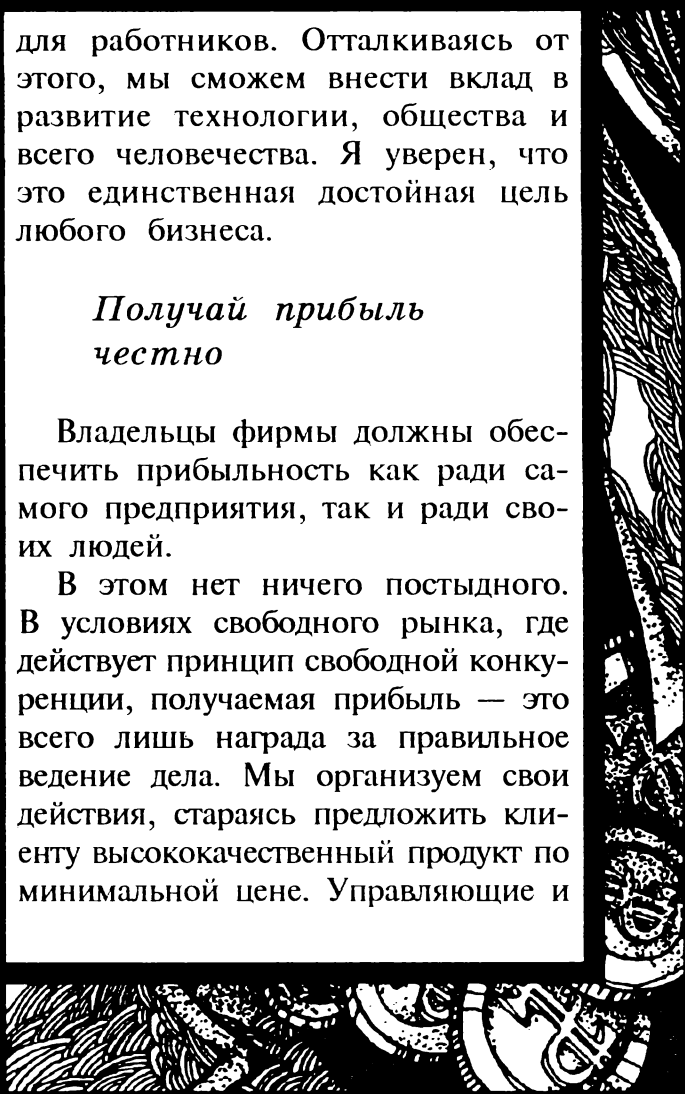 для работников. Отталкиваясь от
этого, мы сможем внести вклад в
развитие технологии, общества и
всего человечества. Я уверен, что
это единственная достойная цель
любого бизнеса.
Получай прибыль
честно
Владельцы фирмы должны обес-
печить прибыльность как ради са-
мого предприятия, так и ради сво-
их людей.
В этом нет ничего постыдного.
В условиях свободного рынка, где
действует принцип свободной конку-
ренции, получаемая прибыль — это
всего лишь награда за правильное
ведение дела. Мы организуем свои
действия, стараясь предложить кли-
енту высококачественный продукт по
минимальной цене. Управляющие и